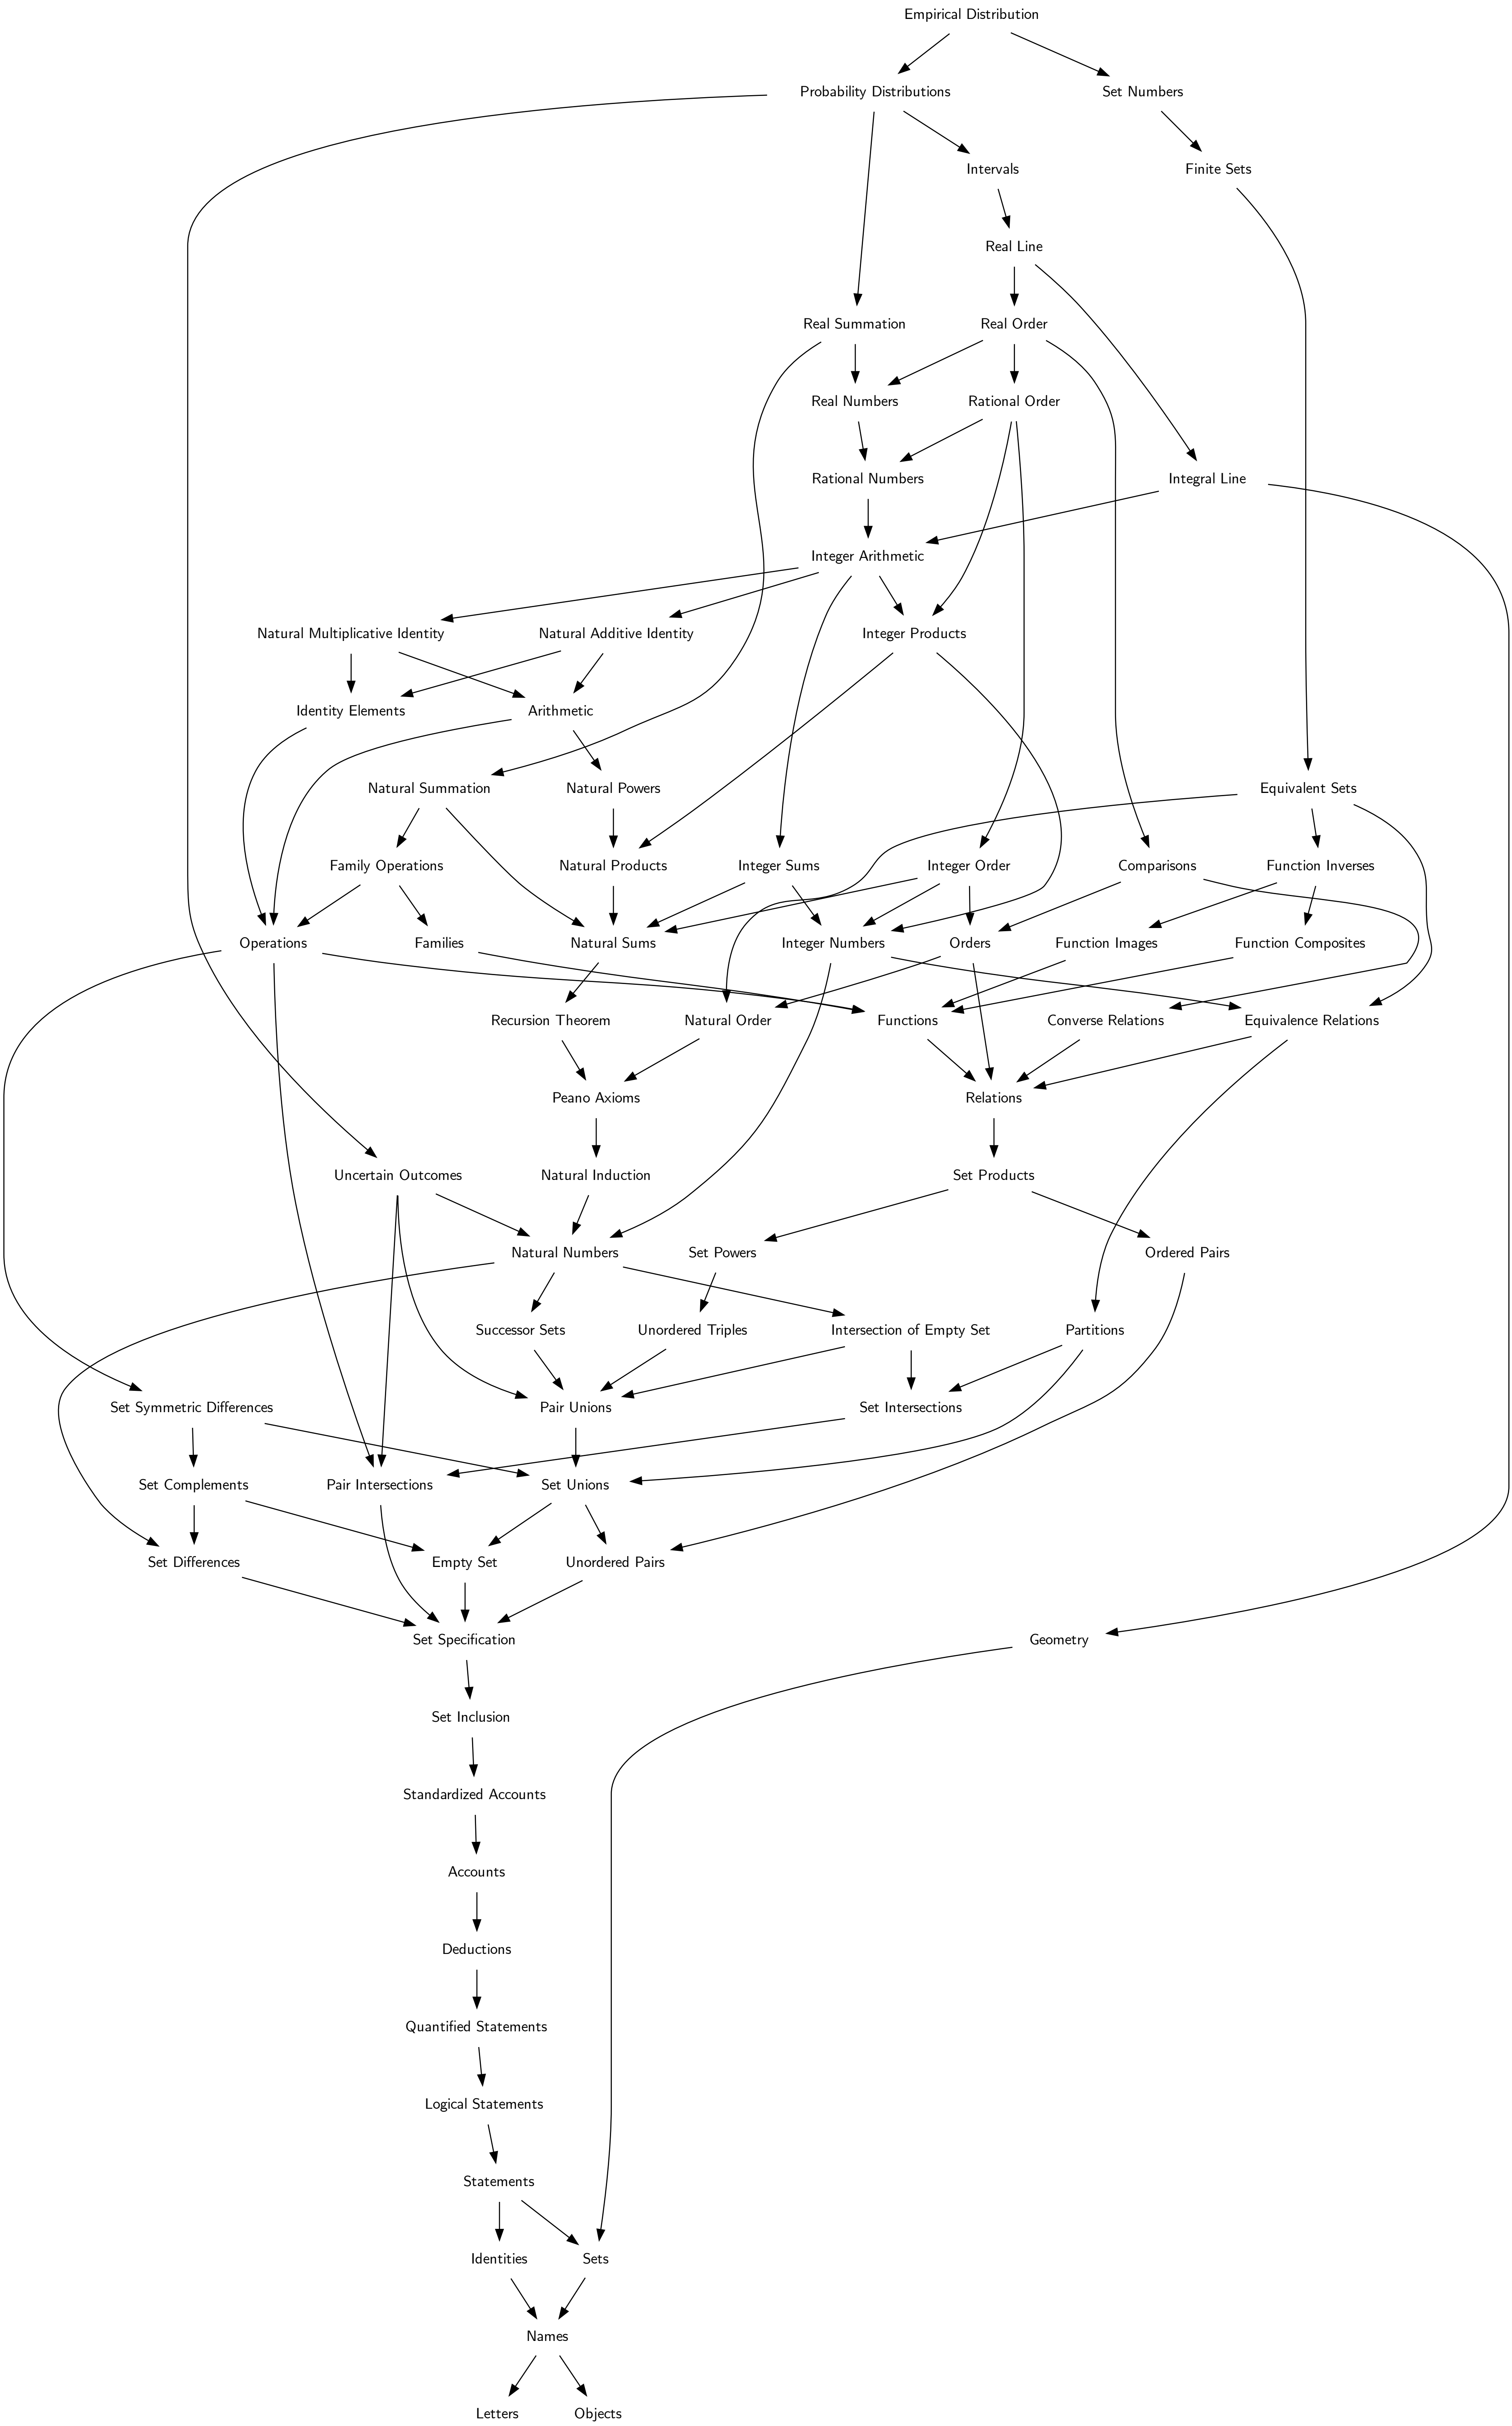 Empirical Distribution
Probability Distributions
Set Numbers
Intervals
Finite Sets
Real Line
Real Summation
Real Order
Real Numbers
Rational Order
Rational Numbers
Integral Line
Integer Arithmetic
Natural Multiplicative Identity
Natural Additive Identity
Integer Products
Identity Elements
Arithmetic
Natural Summation
Natural Powers
Equivalent Sets
Family Operations
Natural Products
Integer Sums
Integer Order
Comparisons
Function Inverses
Operations
Families
Natural Sums
Integer Numbers
Orders
Function Images
Function Composites
Recursion Theorem
Natural Order
Functions
Converse Relations
Equivalence Relations
Peano Axioms
Relations
Uncertain Outcomes
Natural Induction
Set Products
Natural Numbers
Set Powers
Ordered Pairs
Successor Sets
Unordered Triples
Intersection of Empty Set
Partitions
Set Symmetric Differences
Pair Unions
Set Intersections
Set Complements
Pair Intersections
Set Unions
Set Differences
Empty Set
Unordered Pairs
Set Specification
Geometry
Set Inclusion
Standardized Accounts
Accounts
Deductions
Quantified Statements
Logical Statements
Statements
Identities
Sets
Names
Letters
Objects